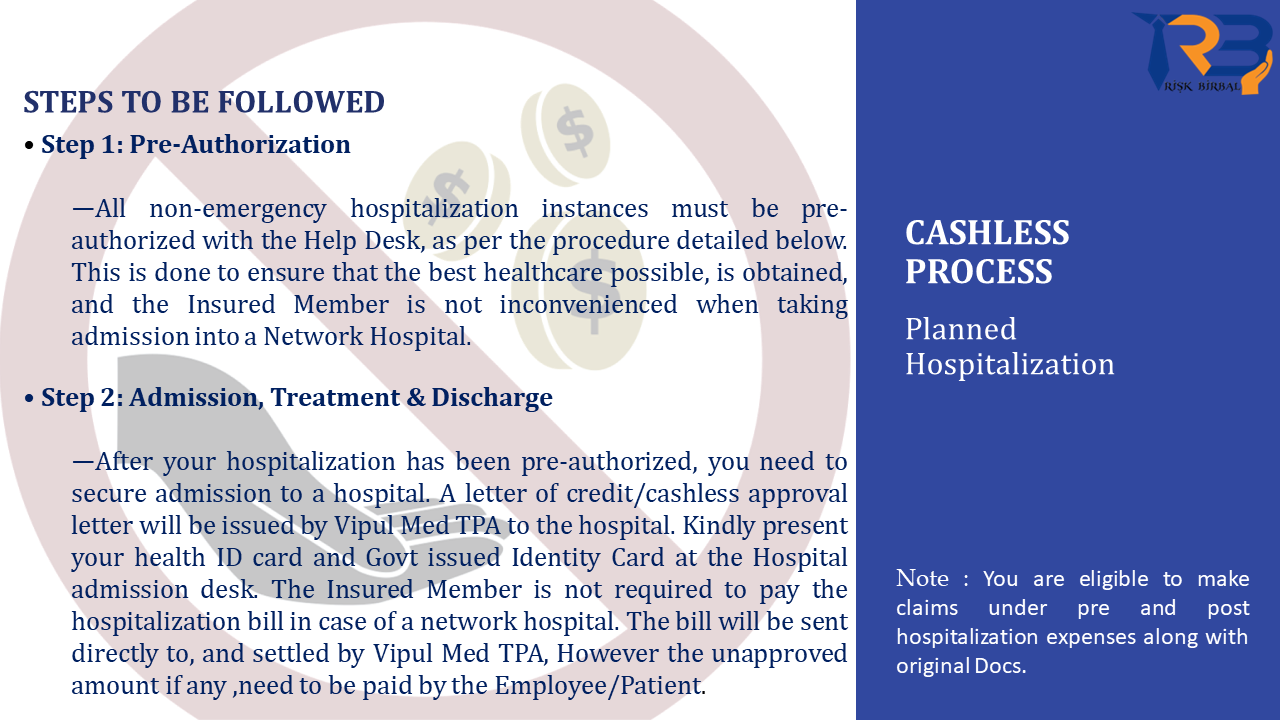 STEPS TO BE FOLLOWED
• Step 1: Pre-Authorization
—All non-emergency hospitalization instances must be pre-
authorized with the Help Desk, as per the procedure detailed below.
This is done to ensure that the best healthcare possible, is obtained,
and the Insured Member is not inconvenienced when taking
admission into a Network Hospital.
• Step 2: Admission, Treatment & Discharge
—After your hospitalization has been pre-authorized, you need to
secure admission to a hospital. A letter of credit/cashless approval
letter will be issued by Vipul Med TPA to the hospital. Kindly present
your health ID card and Govt issued Identity Card at the Hospital
admission desk. The Insured Member is not required to pay the
hospitalization bill in case of a network hospital. The bill will be sent
directly to, and settled by Vipul Med TPA, However the unapproved
amount if any ,need to be paid by the Employee/Patient.
RB
RİŞK BİRBAL
CASHLESS
PROCESS
Planned
Hospitalization
Note : You are eligible to make
claims under pre and post
hospitalization expenses along with
original Docs.
$
$
$